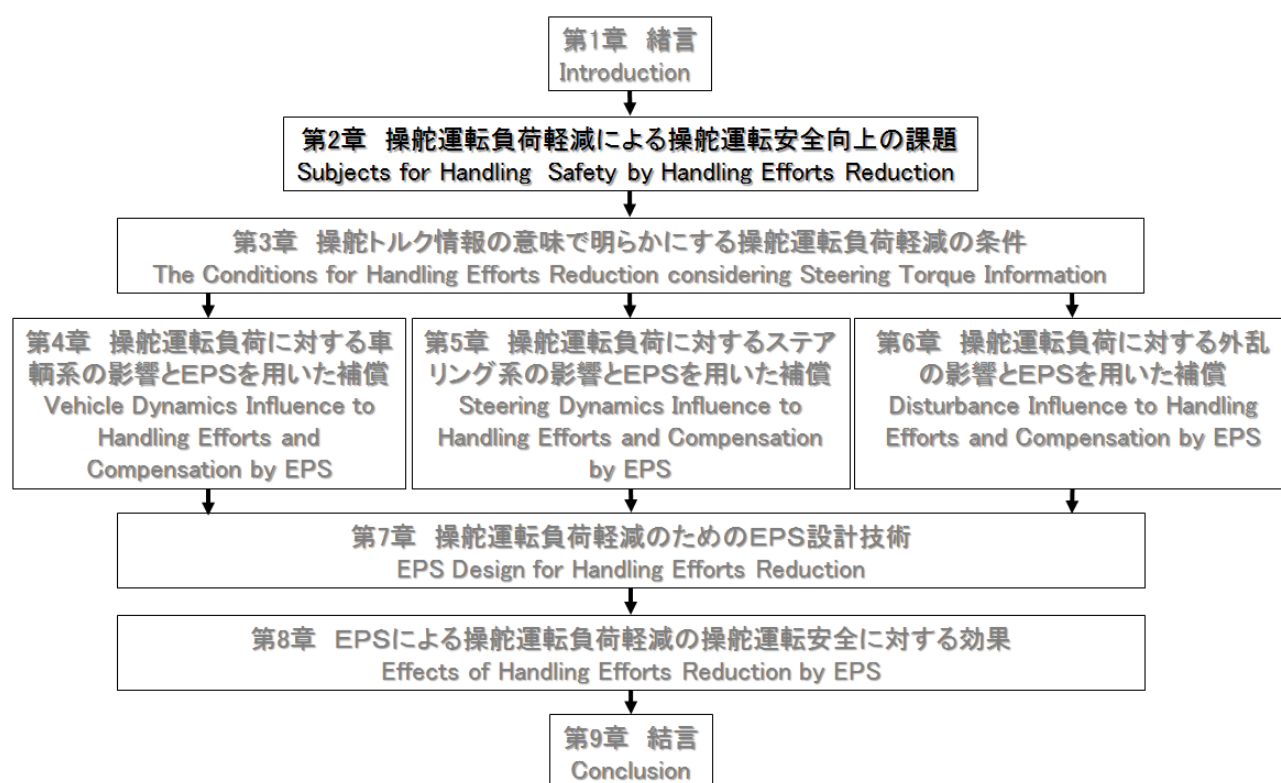 第1章　緒言
Introduction
第2章　操舵運転負荷軽減による操舵運転安全向上の課題
Subjects for Handling Safety by Handling Efforts Reduction
第3章　操舵トルク情報の意味で明らかにする操舵運転負荷軽減の条件
The Conditions for Handling Efforts Reduction considering Steering Torque Information
第4章　操舵運転負荷に対する車
輌系の影響とEPSを用いた補償
Vehicle Dynamics Influence to
Handling Efforts and
Compensation by EPS
第5章　操舵運転負荷に対するステア
リング系の影響とEPSを用いた補償
Steering Dynamics Influence to
Handling Efforts and Compensation
by EPS
第6章　操舵運転負荷に対する外乱
の影響とEPSを用いた補償
Disturbance Influence to Handling
Efforts and Compensation by EPS
第7章　操舵運転負荷軽減のためのEPS設計技術
EPS Design for Handling Efforts Reduction
第8章　EPSによる操舵運転負荷軽減の操舵運転安全に対する効果
Effects of Handling Efforts Reduction by EPS
第9章　結言
Conclusion